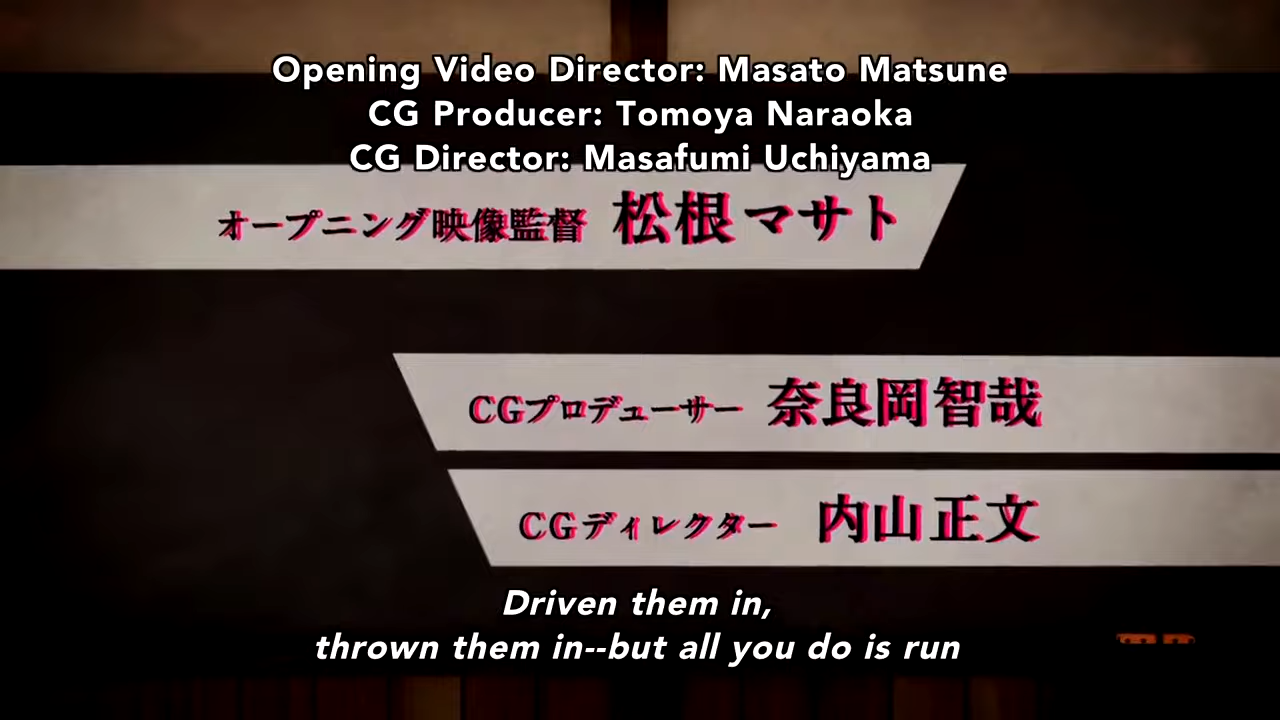 Opening Video Director: Masato Matsune
CG Producer: Tomoya Naraoka
CG Director: Masafumi Uchiyama
オープニング映像監督 松根マサト
CGプロデューサー 奈良岡智哉
CGディレクター 内山正文
Driven them in,
thrown them in--but all you do is run